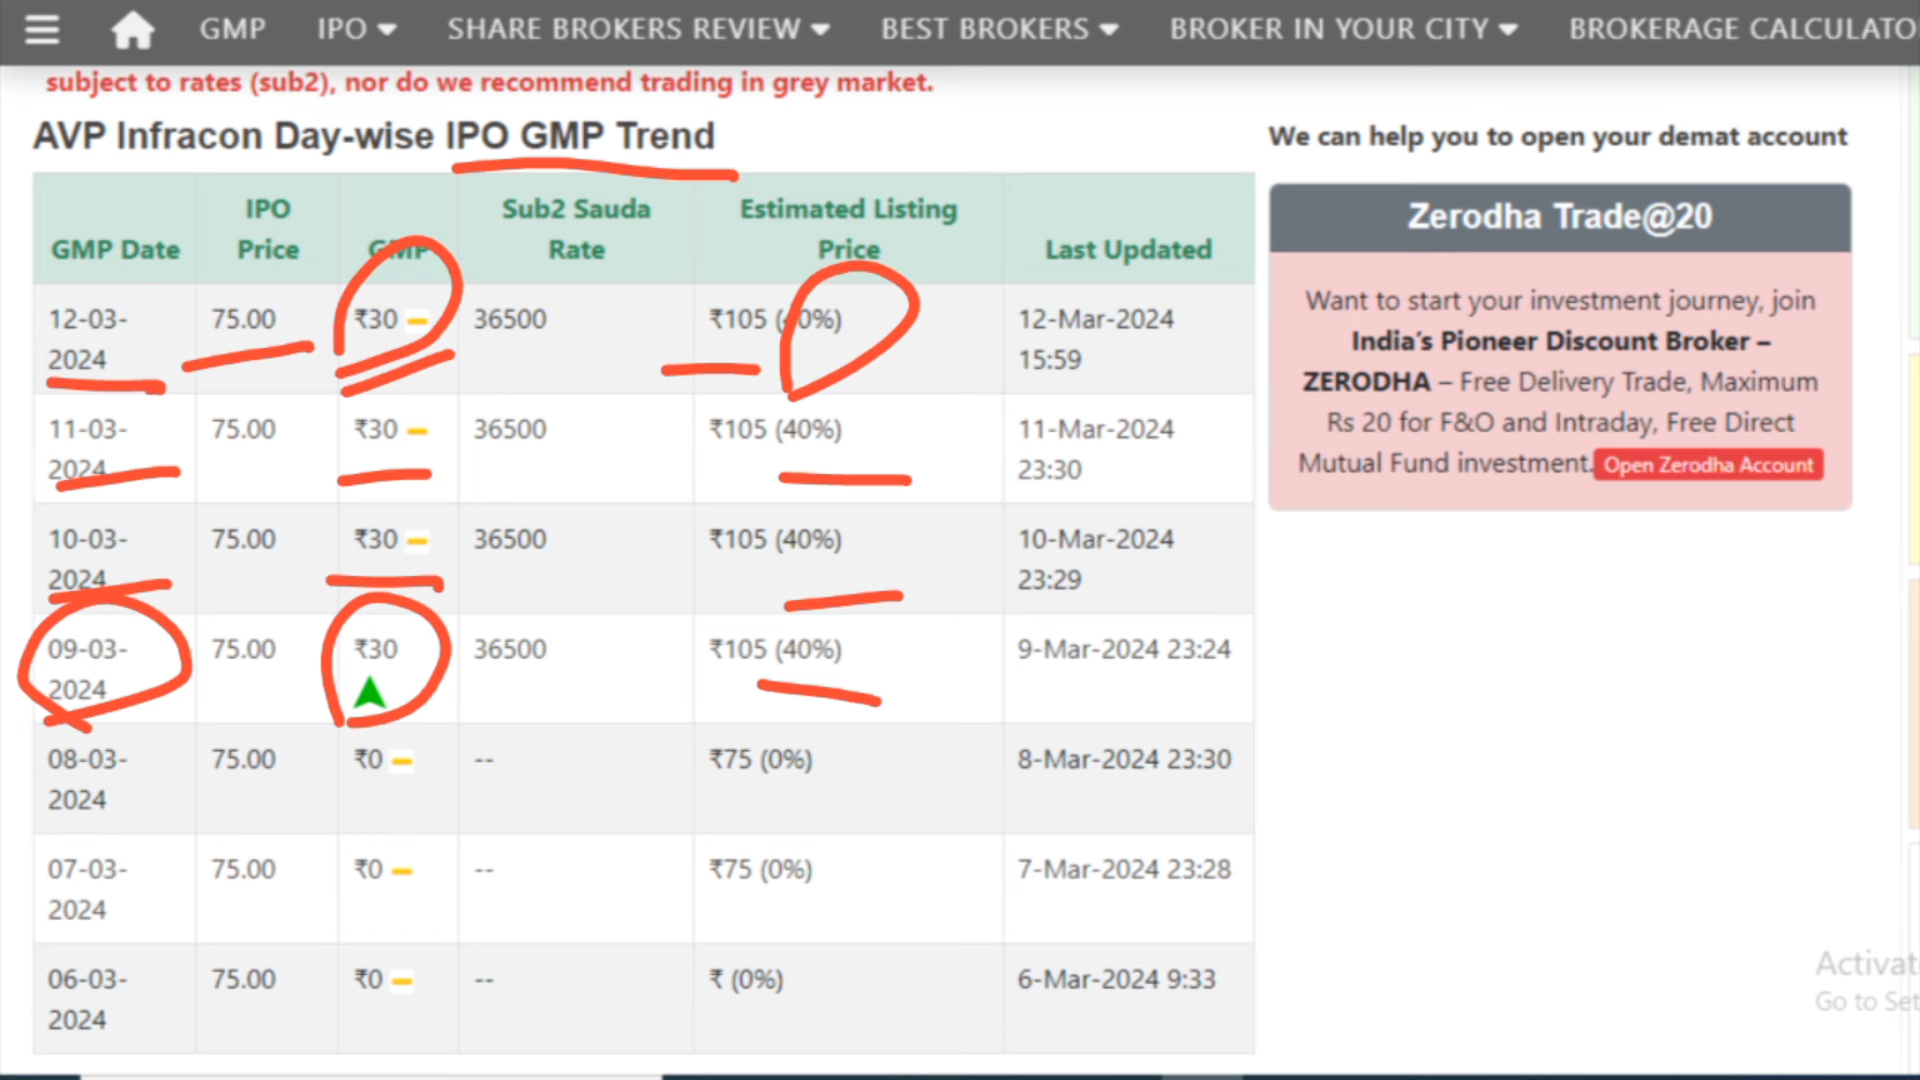 GMP IPO SHARE BROKERS REVIEW BEST BROKERS BROKER IN YOUR CITY BROKERAGE CALCULATO
subject to rates (sub2), nor do we recommend trading in grey market.
AVP Infracon Day-wise IPO GMP Trend
GMP Date IPO Price GMP Sub2 Sauda Rate Estimated Listing Price Last Updated
12-03-2024 75.00 ₹30 36500 ₹105 (40%) 12-Mar-2024 15:59
11-03-2024 75.00 ₹30 36500 ₹105 (40%) 11-Mar-2024 23:30
10-03-2024 75.00 ₹30 36500 ₹105 (40%) 10-Mar-2024 23:29
09-03-2024 75.00 ₹30 36500 ₹105 (40%) 9-Mar-2024 23:24
08-03-2024 75.00 ₹0 -- ₹75 (0%) 8-Mar-2024 23:30
07-03-2024 75.00 ₹0 -- ₹75 (0%) 7-Mar-2024 23:28
06-03-2024 75.00 ₹0 -- ₹ (0%) 6-Mar-2024 9:33
We can help you to open your demat account
Zerodha Trade@20
Want to start your investment journey, join
India's Pioneer Discount Broker –
ZERODHA – Free Delivery Trade, Maximum
Rs 20 for F&O and Intraday, Free Direct
Mutual Fund investment. Open Zerodha Account
Activat
Go to Set